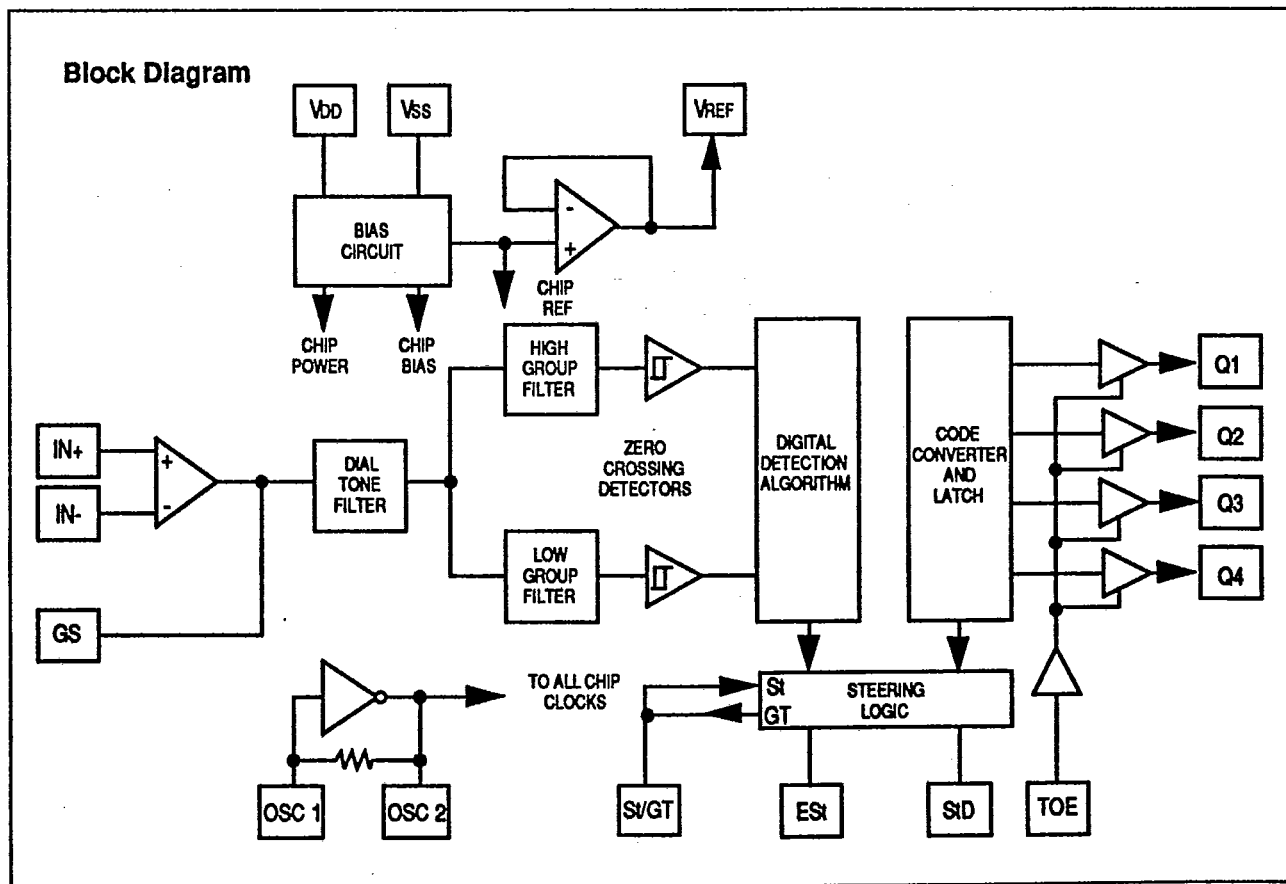 Block Diagram
VDD
VSS
VREF
BIAS
CIRCUIT
-
+
CHIP
REF
CHIP
POWER
CHIP
BIAS
HIGH
GROUP
FILTER
IN+
IN-
+
-
DIAL
TONE
FILTER
ZERO
CROSSING
DETECTORS
DIGITAL
DETECTION
ALGORITHM
CODE
CONVERTER
AND
LATCH
Q1
Q2
Q3
Q4
LOW
GROUP
FILTER
GS
TO ALL CHIP
CLOCKS
St
GT
STEERING
LOGIC
OSC 1
OSC 2
St/GT
ESt
StD
TOE